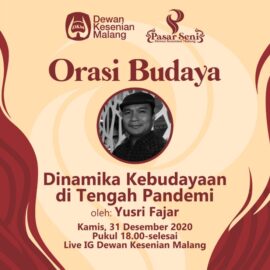 Dewan
Kesenian
Malang
Pasar Seni
Orasi Budaya
Dinamika Kebudayaan
di Tengah Pandemi
oleh: Yusri Fajar
Kamis, 31 Desember 2020
Pukul 18.00-selesai
Live IG Dewan Kesenian Malang